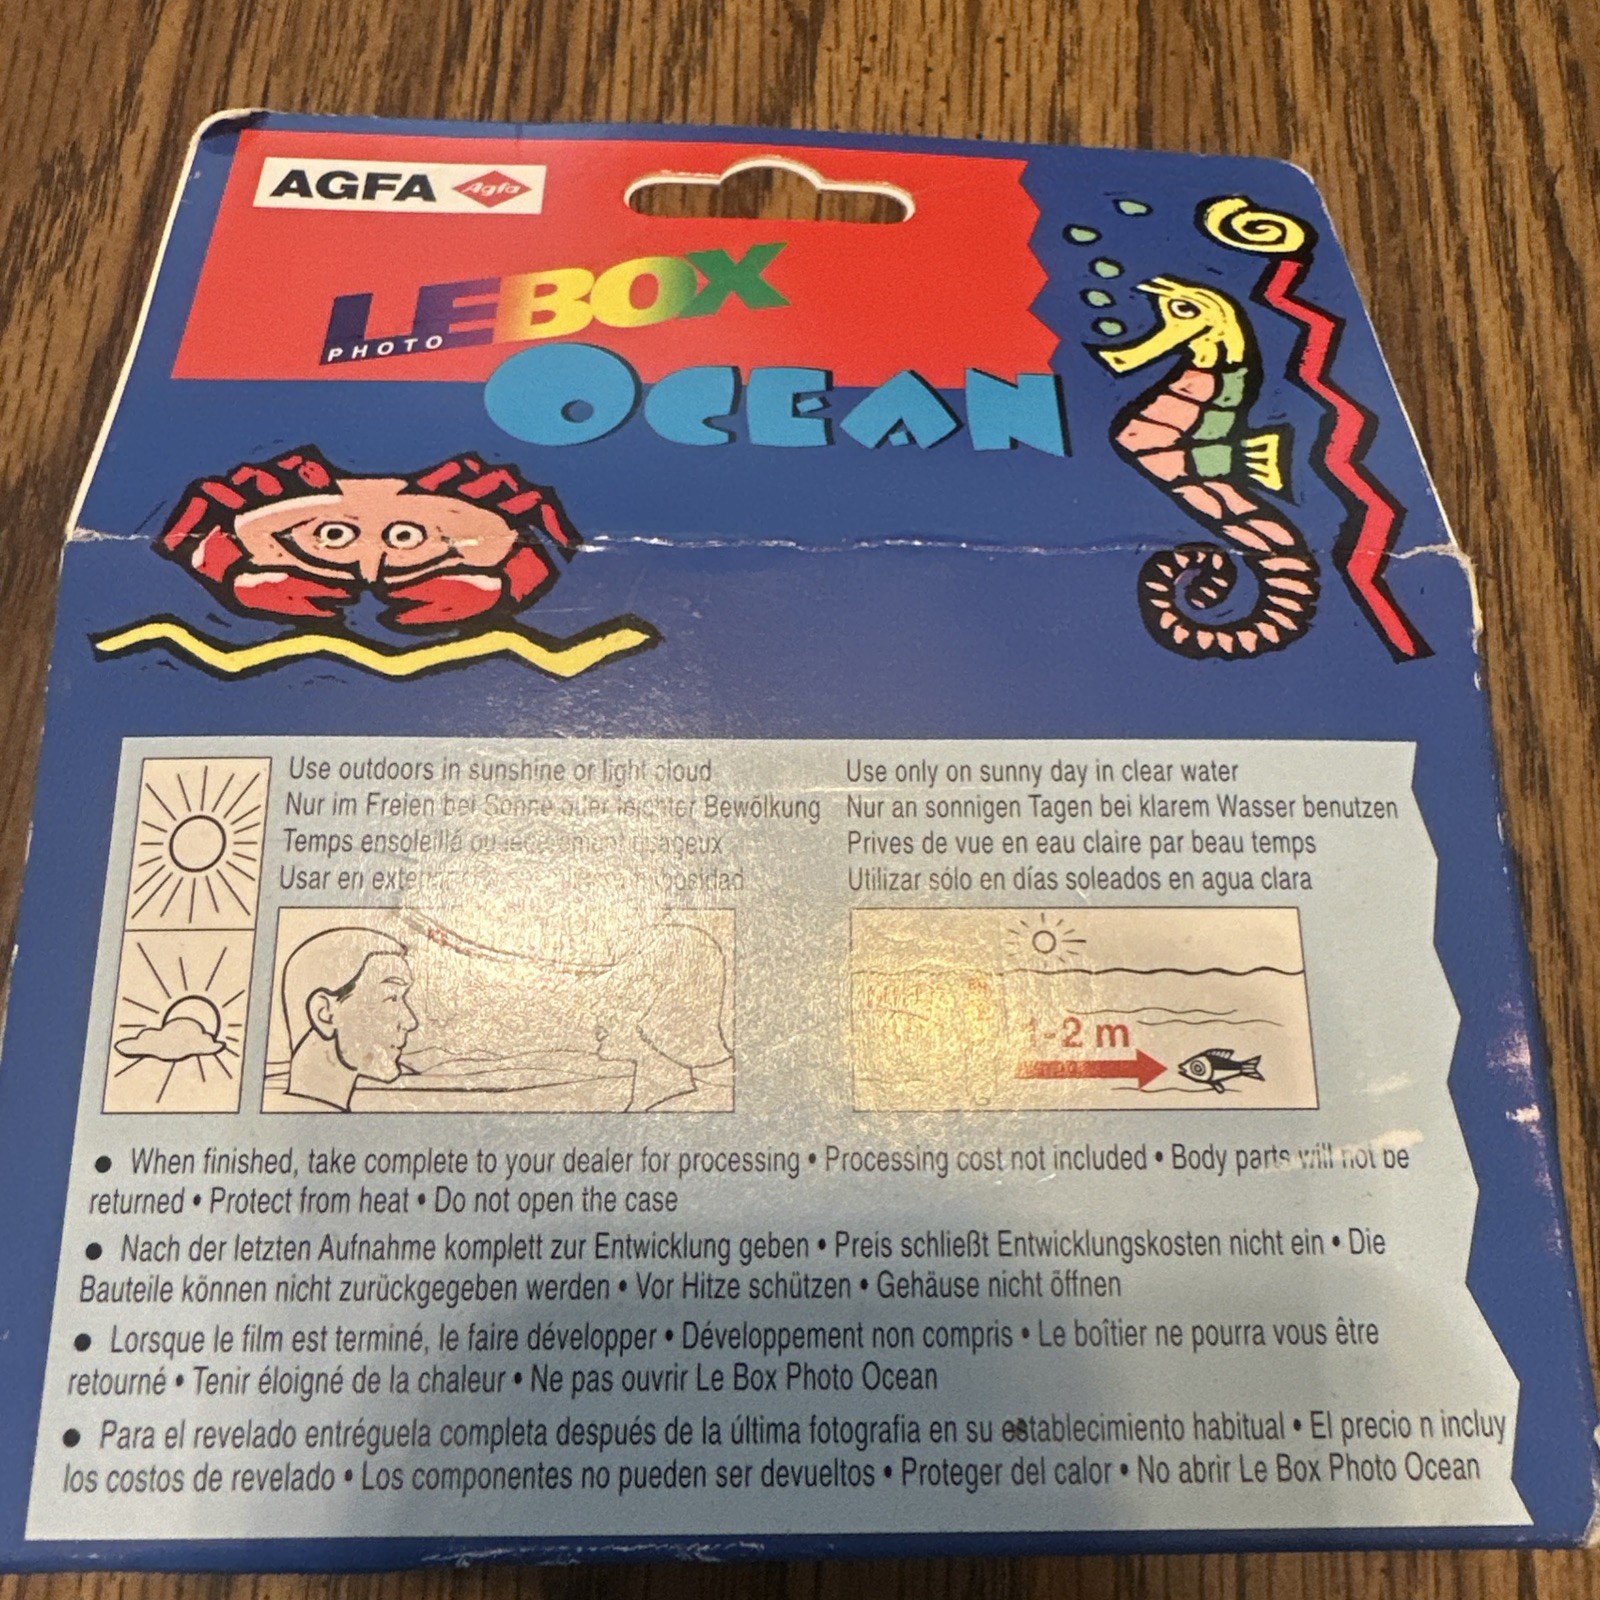 AGFA Agfa
LEBOX
PHOTO
OCEAN
Use outdoors in sunshine or light cloud
Nur im Freien bei Sonne oder leichter Bewölkung
Temps ensoleillé ou légèrement nuageux
Usar en
Use only on sunny day in clear water
Nur an sonnigen Tagen bei klarem Wasser benutzen
Prives de vue en eau claire par beau temps
Utilizar sólo en días soleados en agua clara
1-2 m
● When finished, take complete to your dealer for processing • Processing cost not included • Body parts will not be
returned • Protect from heat • Do not open the case
● Nach der letzten Aufnahme komplett zur Entwicklung geben • Preis schließt Entwicklungskosten nicht ein • Die
Bauteile können nicht zurückgegeben werden • Vor Hitze schützen • Gehäuse nicht öffnen
● Lorsque le film est terminé, le faire développer • Développement non compris • Le boîtier ne pourra vous être
retourné • Tenir éloigné de la chaleur • Ne pas ouvrir Le Box Photo Ocean
● Para el revelado entréguela completa después de la última fotografia en su establecimiento habitual • El precio n incluy
los costos de revelado • Los componentes no pueden ser devueltos • Proteger del calor • No abrir Le Box Photo Ocean